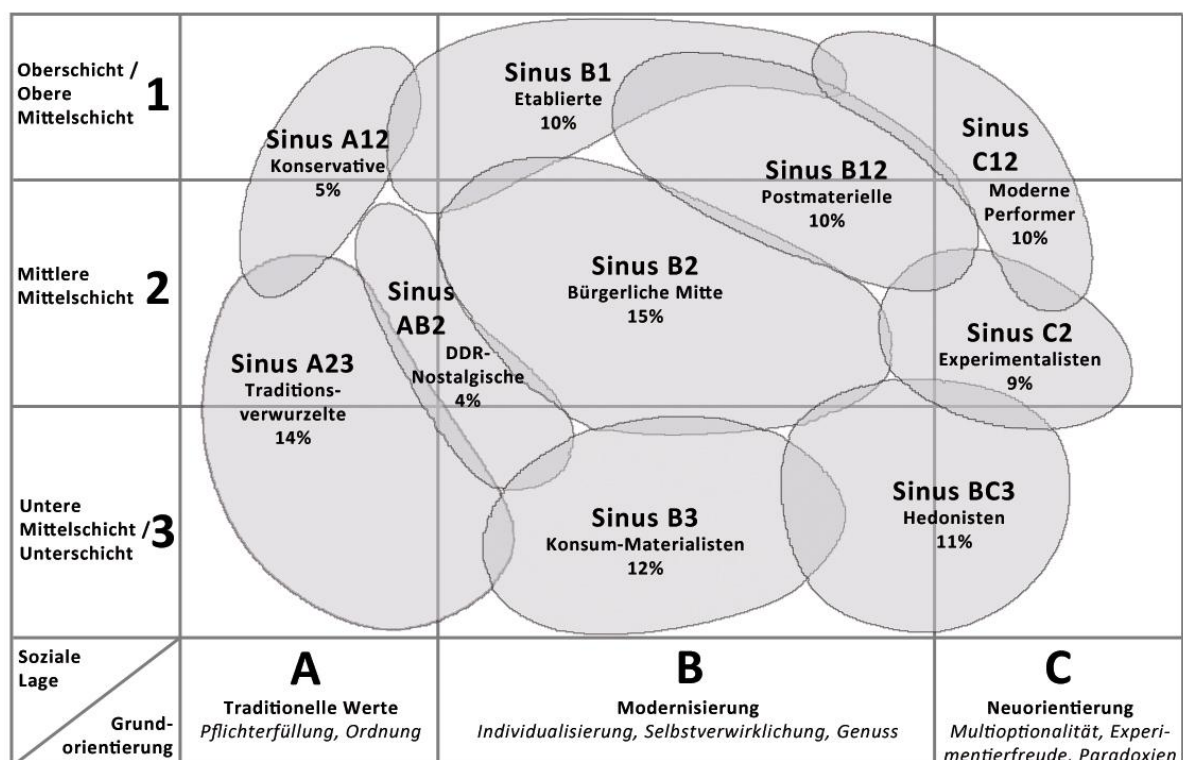 Oberschicht /
Obere
Mittelschicht
1
Sinus A12
Konservative
5%
Sinus B1
Etablierte
10%
Sinus B12
Postmaterielle
10%
Sinus
C12
Moderne
Performer
10%
Mittlere
Mittelschicht
2
Sinus
AB2
DDR-
Nostalgische
4%
Sinus B2
Bürgerliche Mitte
15%
Sinus C2
Experimentalisten
9%
Sinus A23
Traditions-
verwurzelte
14%
Untere
Mittelschicht /
Unterschicht
3
Sinus B3
Konsum-Materialisten
12%
Sinus BC3
Hedonisten
11%
Soziale
Lage
Grund-
orientierung
A
Traditionelle Werte
Pflichterfüllung, Ordnung
B
Modernisierung
Individualisierung, Selbstverwirklichung, Genuss
C
Neuorientierung
Multioptionalität, Experi-
mentierfreude, Paradoxien